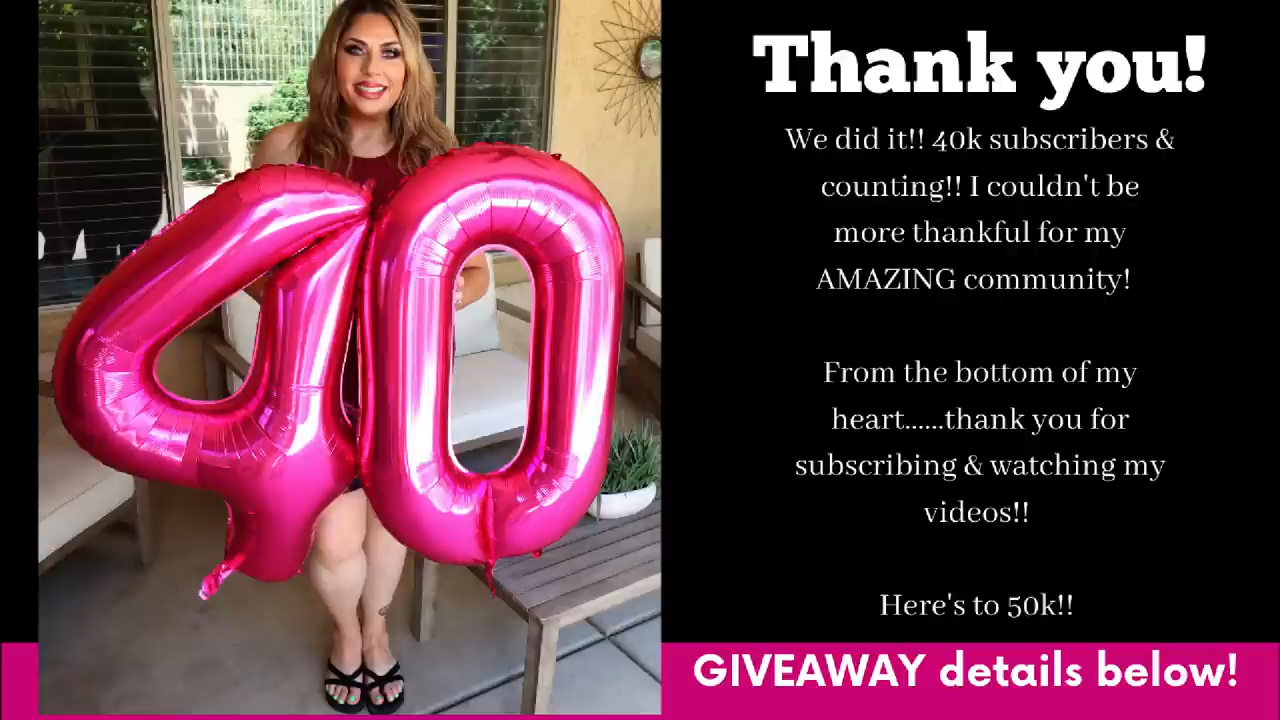 Thank you!
We did it!! 40k subscribers &
counting!! I couldn't be
more thankful for my
AMAZING community!
From the bottom of my
heart......thank you for
subscribing & watching my
videos!!
Here's to 50k!!
GIVEAWAY details below!
40